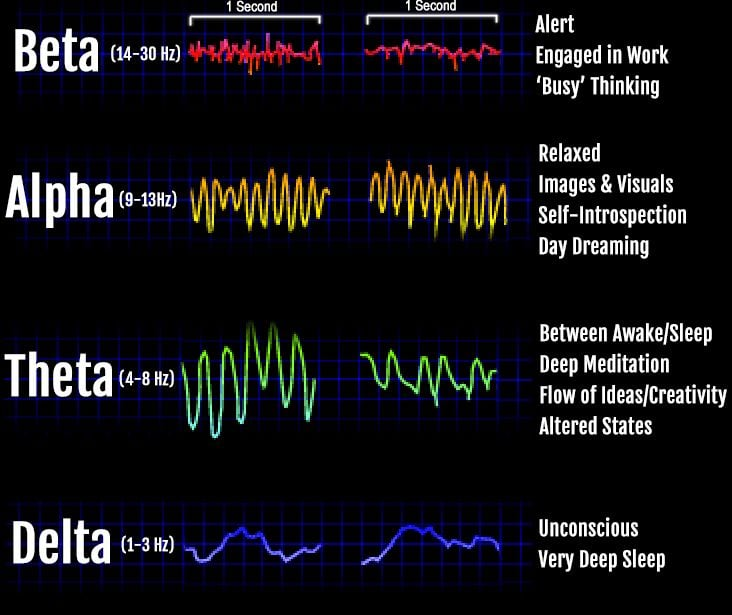 1 Second 1 Second
Beta (14-30 Hz)
Alert
Engaged in Work
‘Busy’ Thinking
Alpha (9-13Hz)
Relaxed
Images & Visuals
Self-Introspection
Day Dreaming
Theta (4-8 Hz)
Between Awake/Sleep
Deep Meditation
Flow of Ideas/Creativity
Altered States
Delta (1-3 Hz)
Unconscious
Very Deep Sleep